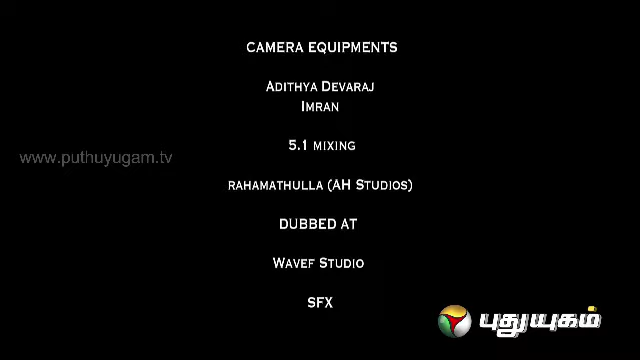 CAMERA EQUIPMENTS
ADITHYA DEVARAJ
IMRAN
5.1 MIXING
www.puthuyugam.tv
RAHAMATHULLA (AH STUDIOS)
DUBBED AT
WAVEF STUDIO
SFX
புதுயுகம்